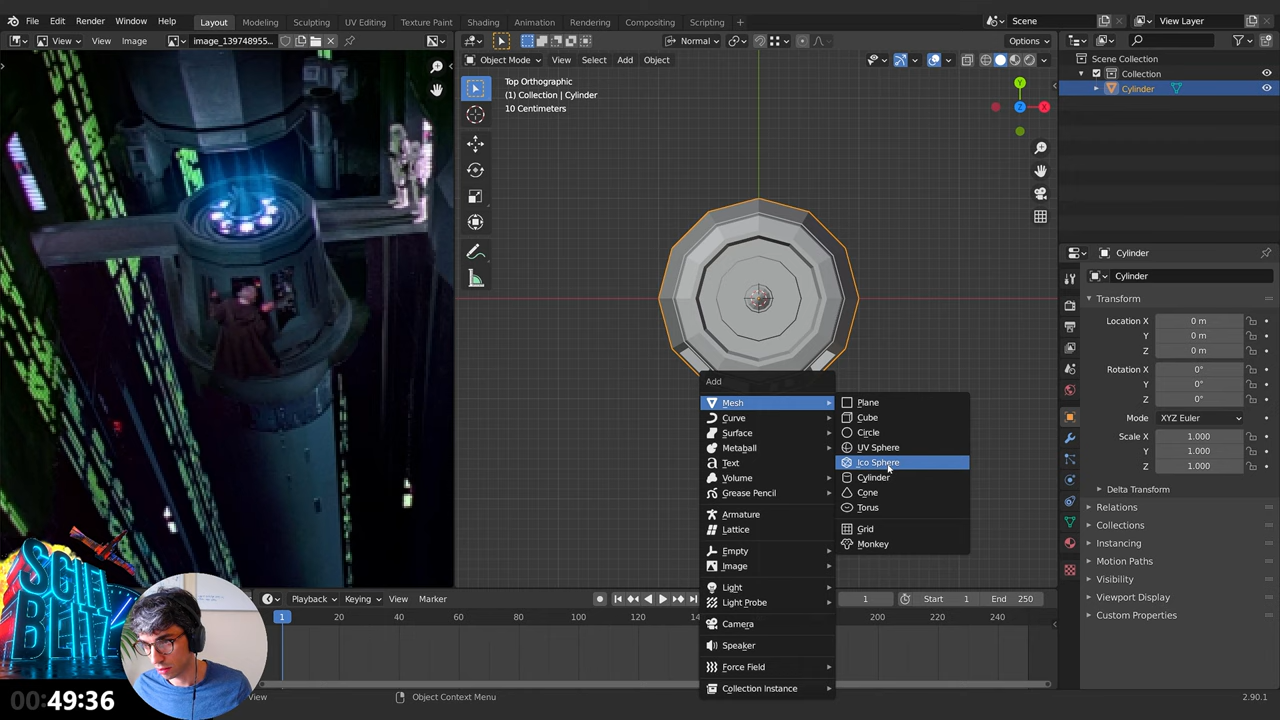 File Edit Render Window Help
Layout Modeling Sculpting UV Editing Texture Paint Shading Animation Rendering Compositing Scripting +
Scene
View Layer
View View Image
image_139748955...
Normal
Options
Object Mode View Select Add Object
Top Orthographic
(1) Collection | Cylinder
10 Centimeters
Y
Z
X
Scene Collection
Collection
Cylinder
Cylinder
Cylinder
Transform
Location X 0 m
Y 0 m
Z 0 m
Rotation X 0°
Y 0°
Z 0°
Mode XYZ Euler
Scale X 1.000
Y 1.000
Z 1.000
Delta Transform
Relations
Collections
Instancing
Motion Paths
Visibility
Viewport Display
Custom Properties
Add
Mesh
Curve
Surface
Metaball
Text
Volume
Grease Pencil
Armature
Lattice
Empty
Image
Light
Light Probe
Camera
Speaker
Force Field
Collection Instance
Plane
Cube
Circle
UV Sphere
Ico Sphere
Cylinder
Cone
Torus
Grid
Monkey
Playback Keying View Marker
1
Start 1
End 250
1 20 40 60 80 100 120 200 220 240
SCIFI
BLITZ
00:49:36
View
Object Context Menu
2.90.1